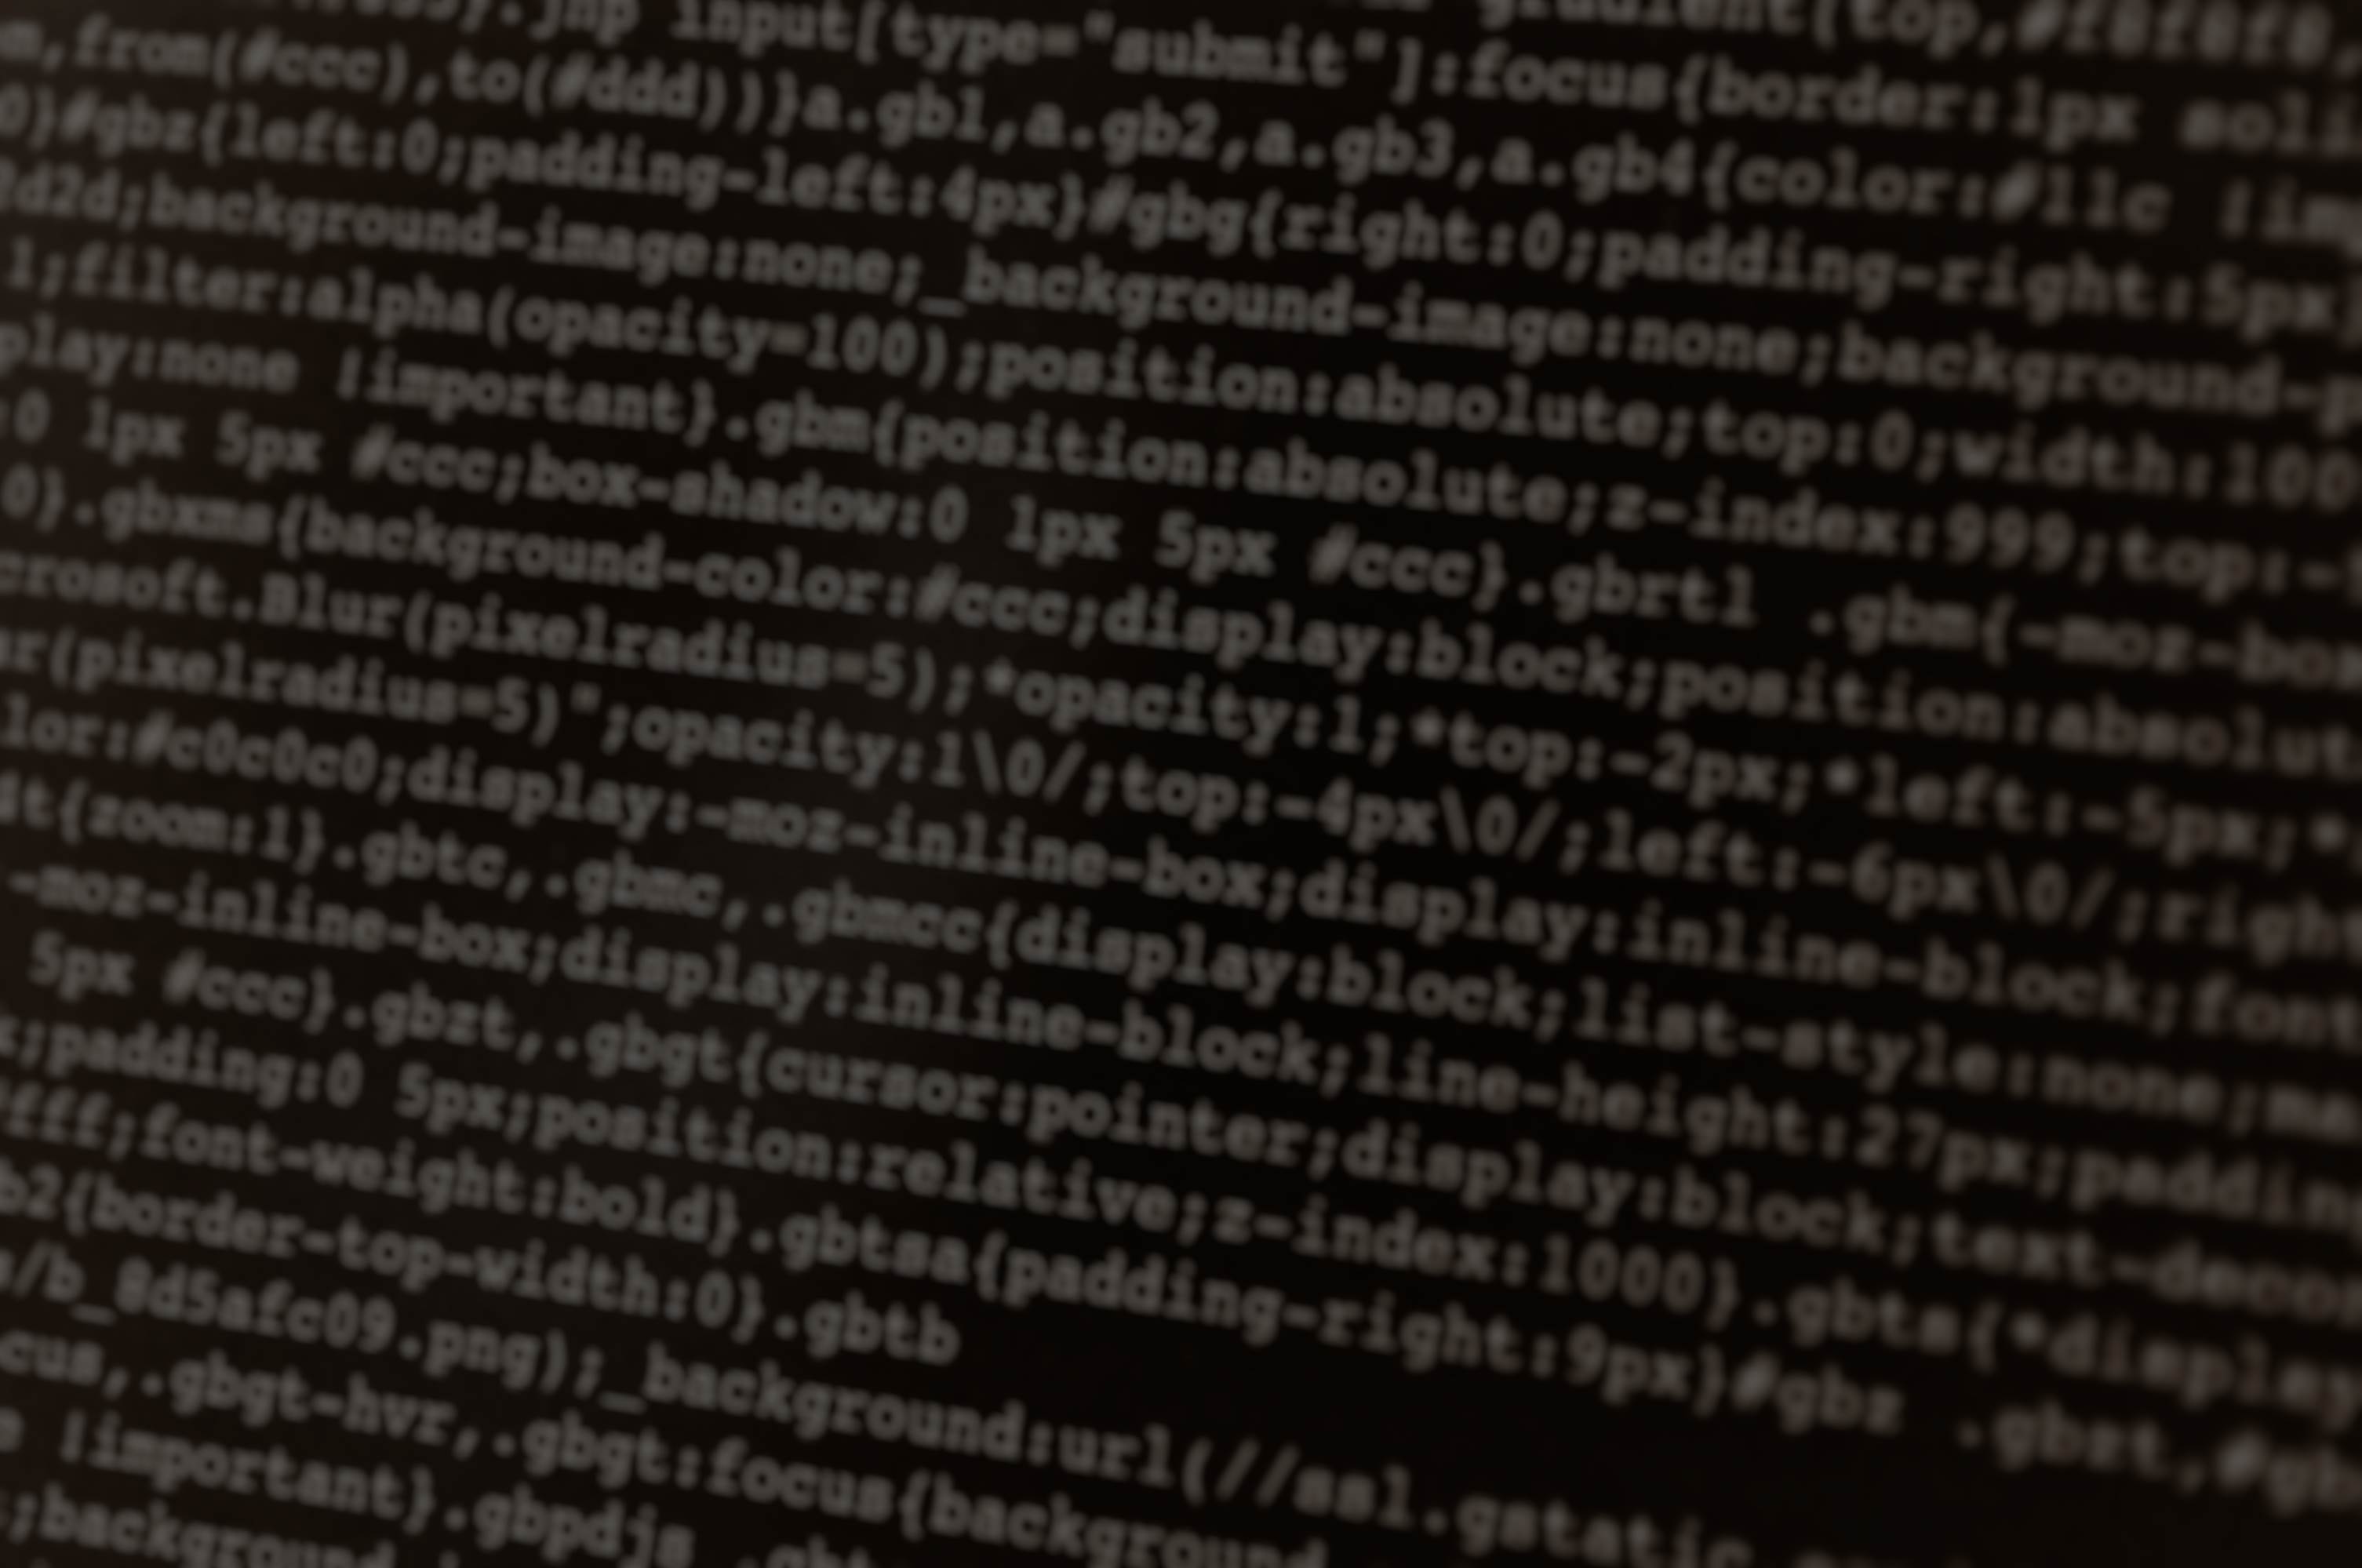 .jhp input[type="submit"]:focus{border:1px soli
m,from(#ccc),to(#ddd))}a.gb1,a.gb2,a.gb3,a.gb4{color:#11c !imp
0}#gbz{left:0;padding-left:4px}#gbg{right:0;padding-right:5px}
d2d;background-image:none;_background-image:none;background-p
1;filter:alpha(opacity=100);position:absolute;top:0;width:100
play:none !important}.gbm{position:absolute;z-index:999;top:-
:0 1px 5px #ccc;box-shadow:0 1px 5px #ccc}.gbrtl .gbm{-moz-box
0}.gbxms{background-color:#ccc;display:block;position:absolut
crosoft.Blur(pixelradius=5);*opacity:1;*top:-2px;*left:-5px;*
ur(pixelradius=5)";opacity:1\0/;top:-4px\0/;left:-6px\0/;right
lor:#c0c0c0;display:-moz-inline-box;display:inline-block;font
st{zoom:1}.gbtc,.gbmc,.gbmcc{display:block;list-style:none;ma
-moz-inline-box;display:inline-block;line-height:27px;padding
5px #ccc}.gbzt,.gbgt{cursor:pointer;display:block;text-decor
x;padding:0 5px;position:relative;z-index:1000}.gbts{*display
#fff;font-weight:bold}.gbtsa{padding-right:9px}#gbz .gbzt,#gb
b2{border-top-width:0}.gbtb
s/b_8d5afc09.png);_background:url(//ssl.gstatic
cus,.gbgt-hvr,.gbgt:focus{background
e !important}.gbpdjs
;background